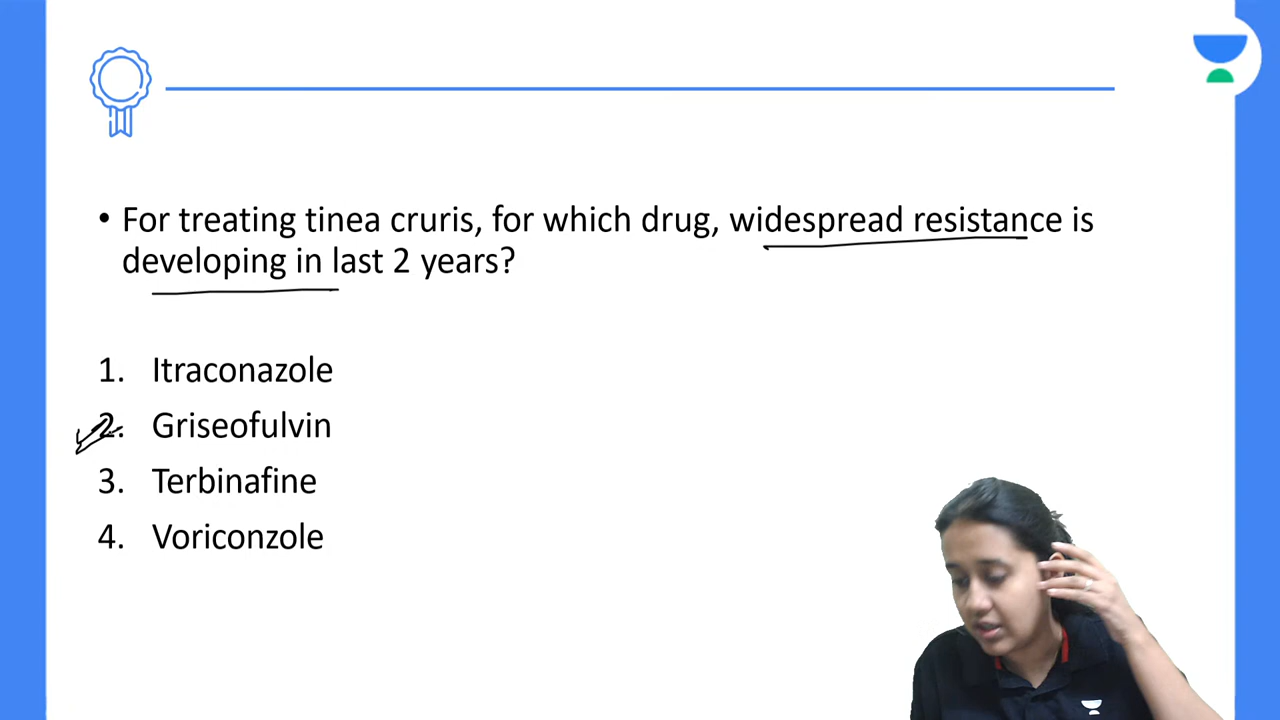 • For treating tinea cruris, for which drug, widespread resistance is
developing in last 2 years?
1. Itraconazole
2. Griseofulvin
3. Terbinafine
4. Voriconzole